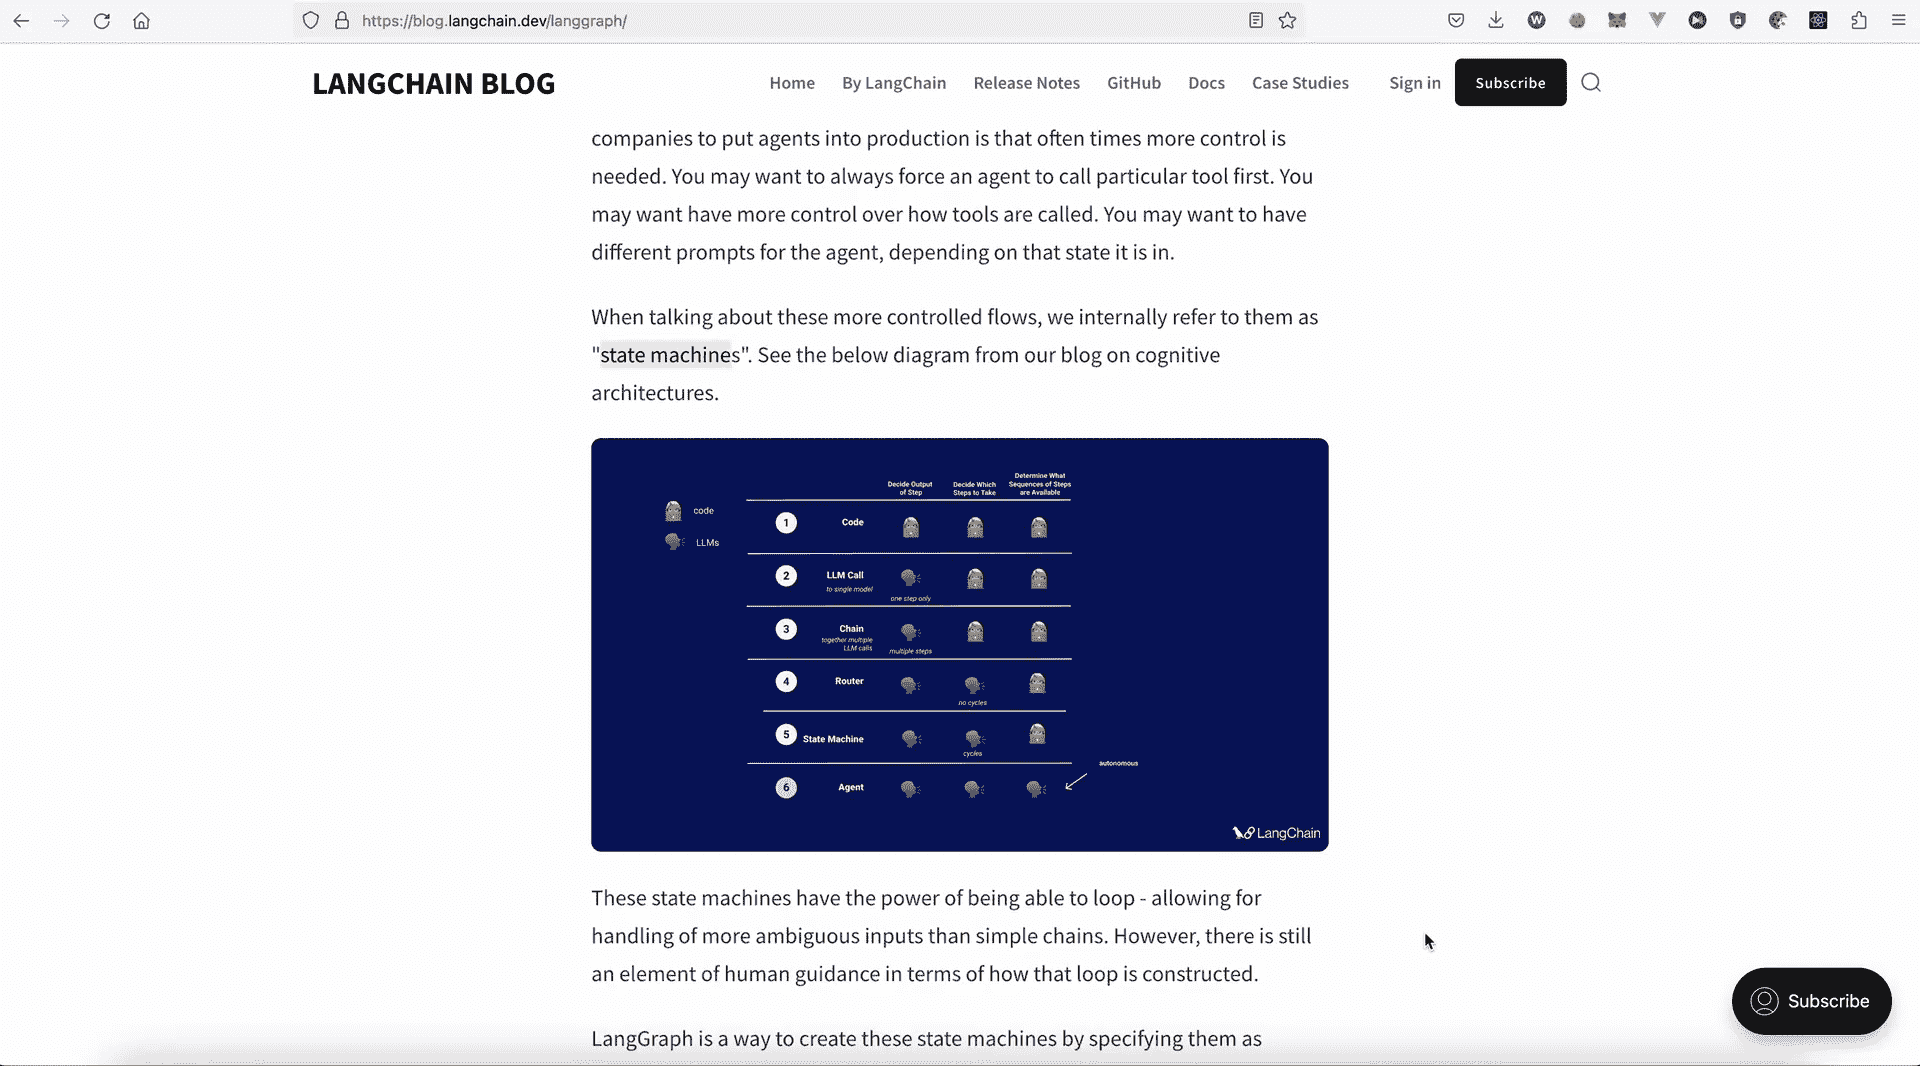 https://blog.langchain.dev/langgraph/
LANGCHAIN BLOG
Home
By LangChain
Release Notes
GitHub
Docs
Case Studies
Sign in
Subscribe
companies to put agents into production is that often times more control is
needed. You may want to always force an agent to call particular tool first. You
may want have more control over how tools are called. You may want to have
different prompts for the agent, depending on that state it is in.
When talking about these more controlled flows, we internally refer to them as
"state machines". See the below diagram from our blog on cognitive
architectures.
code
LLMs
Decide Output
of Step
Decide Which
Steps to Take
Determine What
Sequences of Steps
are Available
1 Code
2 LLM Call
to single model
one step only
3 Chain
together multiple
LLM calls
multiple steps
4 Router
no cycles
5 State Machine
cycles
6 Agent
autonomous
LangChain
These state machines have the power of being able to loop - allowing for
handling of more ambiguous inputs than simple chains. However, there is still
an element of human guidance in terms of how that loop is constructed.
Subscribe
LangGraph is a way to create these state machines by specifying them as